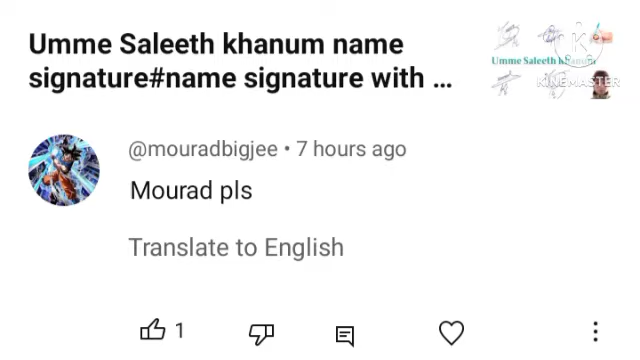 Umme Saleeth khanum name
signature#name signature with ...
Umme Saleeth khanum
KINEMASTER
@mouradbigjee • 7 hours ago
Mourad pls
Translate to English
1